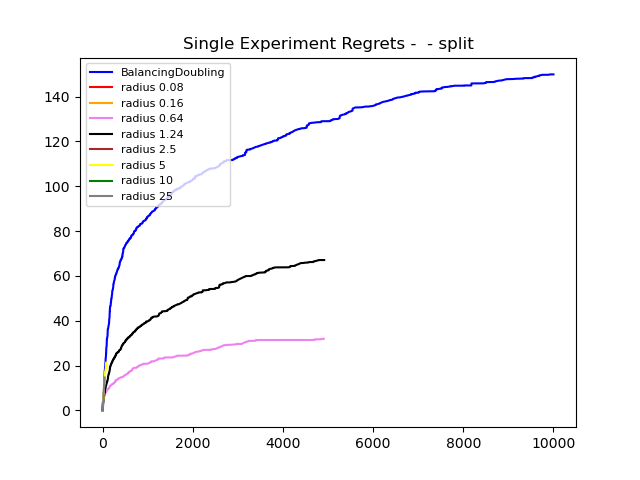 Single Experiment Regrets -  - split
BalancingDoubling
radius 0.08
radius 0.16
radius 0.64
radius 1.24
radius 2.5
radius 5
radius 10
radius 25
140
120
100
80
60
40
20
0
0 2000 4000 6000 8000 10000